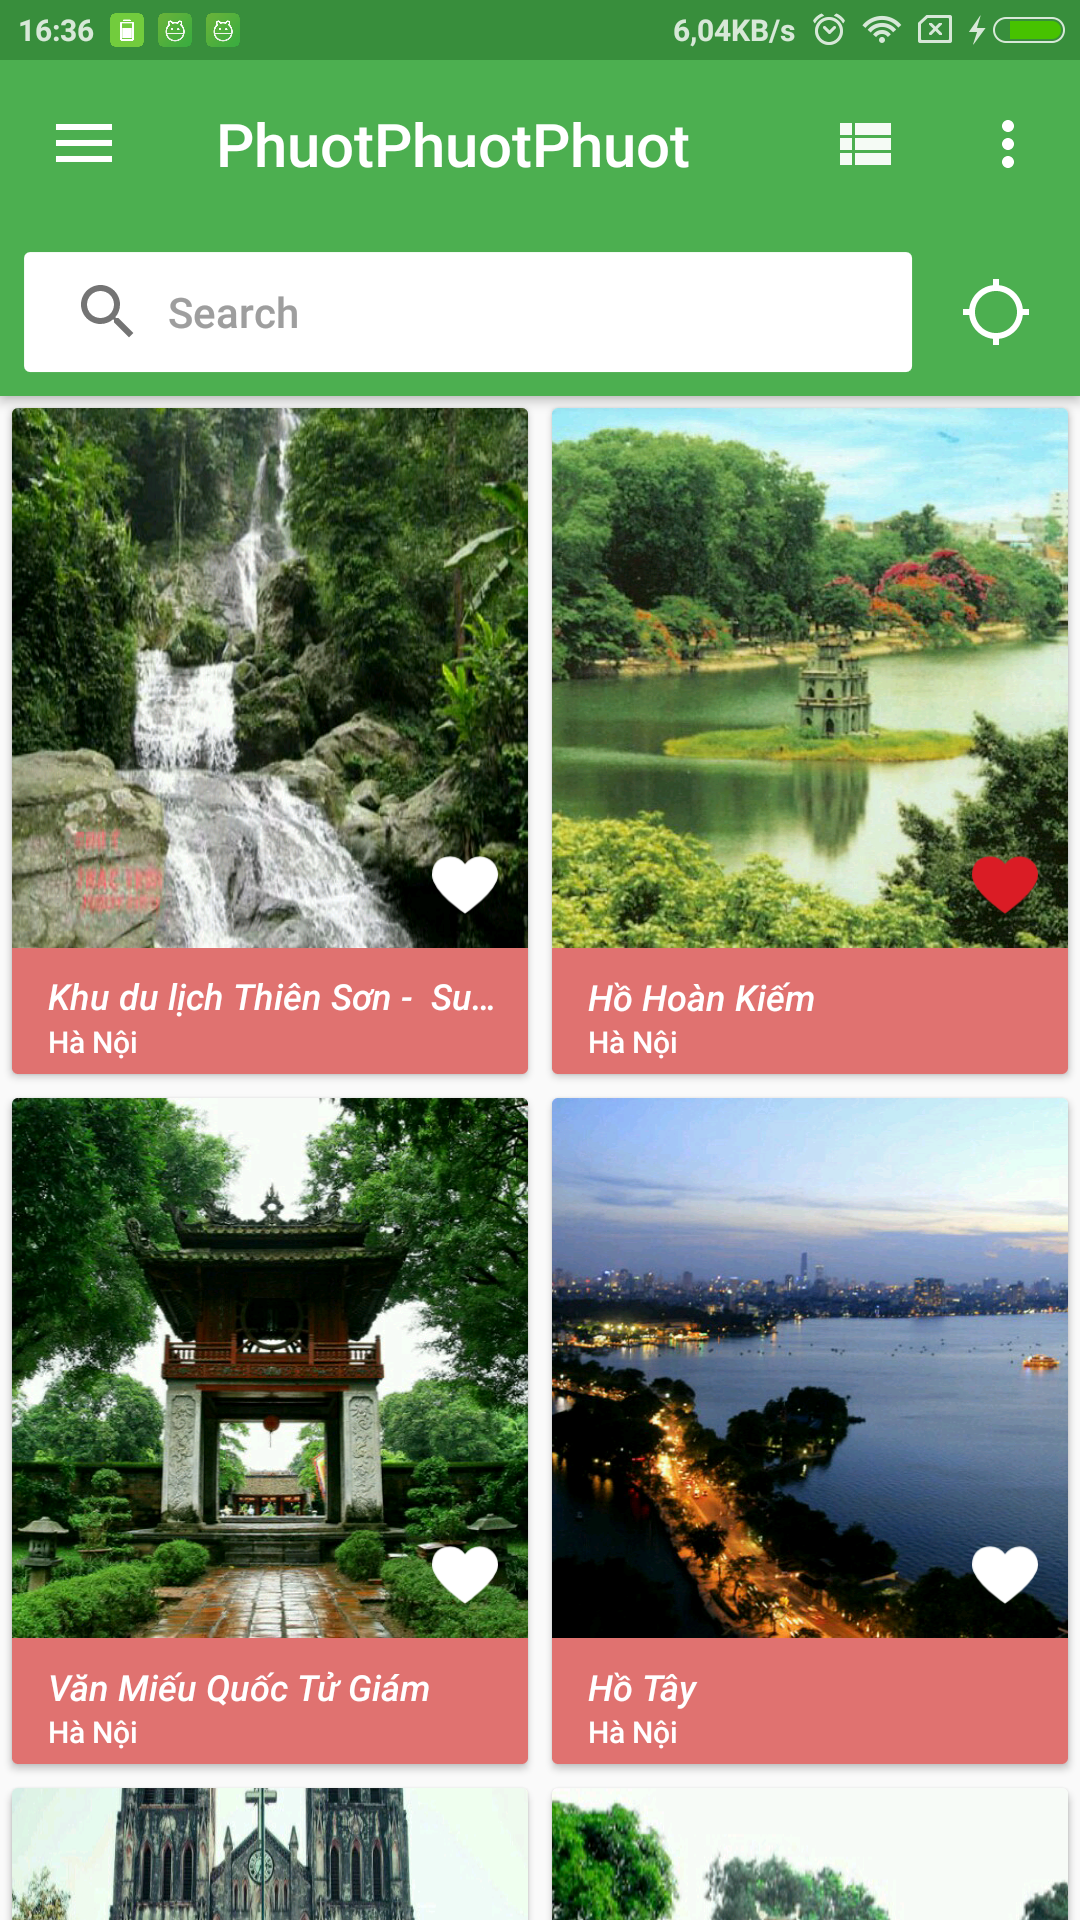 16:36
6,04KB/s
PhuotPhuotPhuot
Search
Khu du lịch Thiên Sơn -  Su...
Hà Nội
Hồ Hoàn Kiếm
Hà Nội
Văn Miếu Quốc Tử Giám
Hà Nội
Hồ Tây
Hà Nội